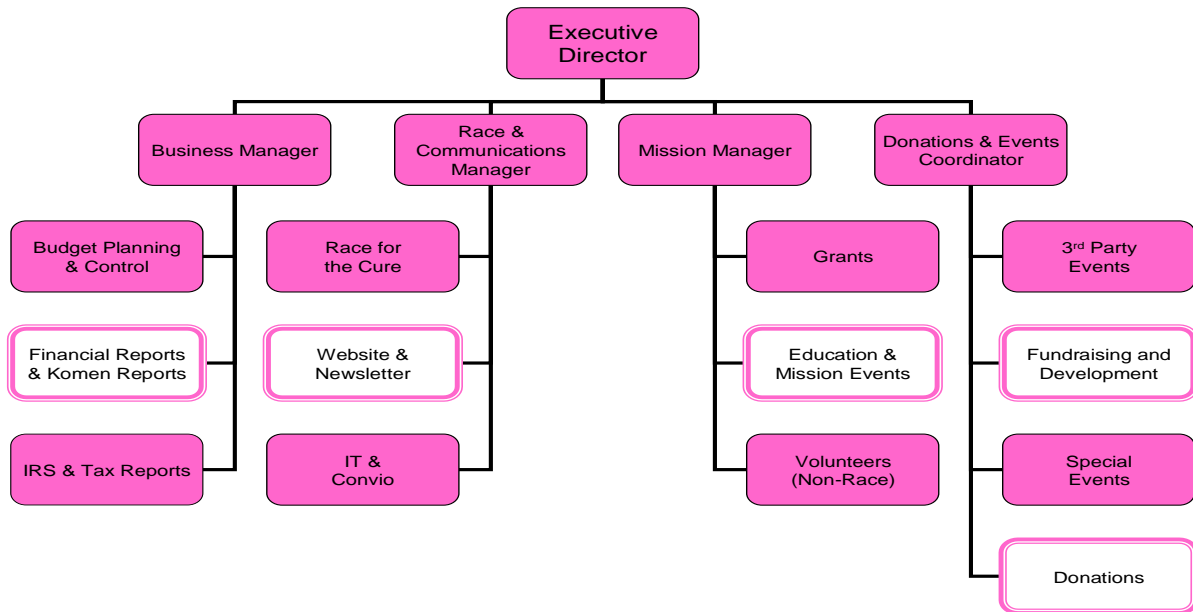 Executive
Director
Business Manager
Race &
Communications
Manager
Mission Manager
Donations & Events
Coordinator
Budget Planning
& Control
Race for
the Cure
Grants
3rd Party
Events
Financial Reports
& Komen Reports
Website &
Newsletter
Education &
Mission Events
Fundraising and
Development
IRS & Tax Reports
IT &
Convio
Volunteers
(Non-Race)
Special
Events
Donations